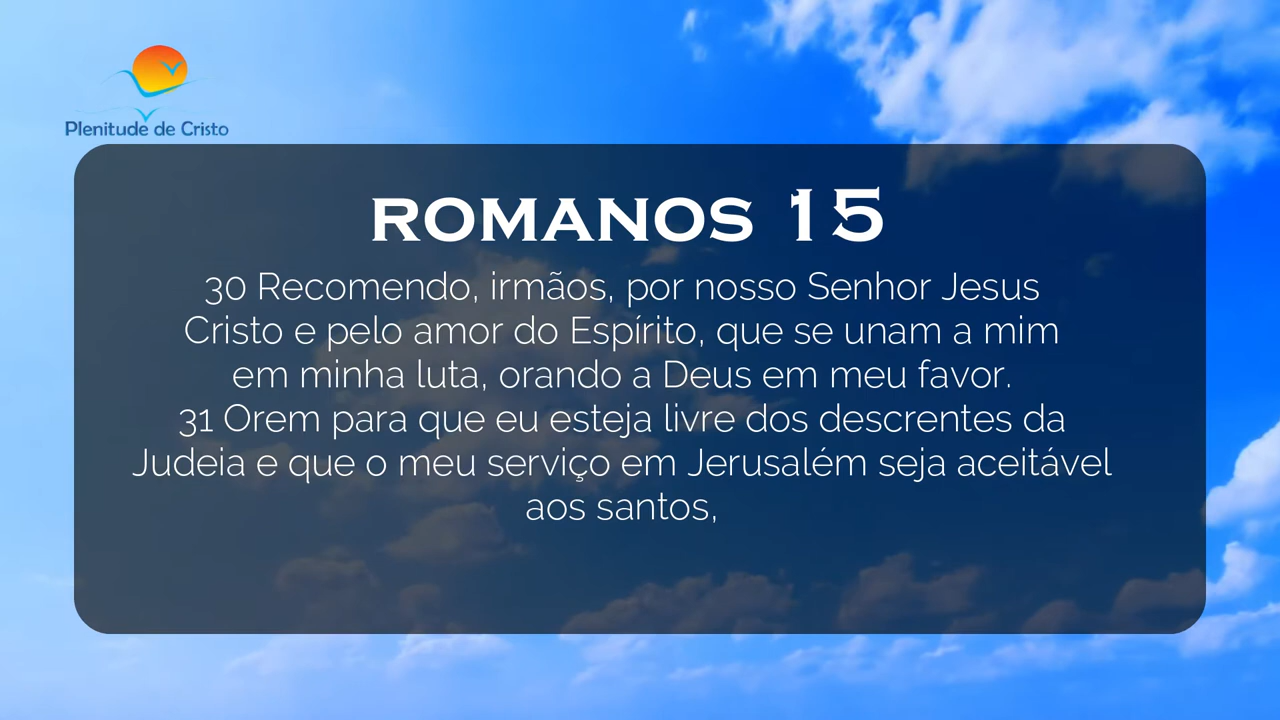 Plenitude de Cristo
ROMANOS 15
30 Recomendo, irmãos, por nosso Senhor Jesus
Cristo e pelo amor do Espírito, que se unam a mim
em minha luta, orando a Deus em meu favor.
31 Orem para que eu esteja livre dos descrentes da
Judeia e que o meu serviço em Jerusalém seja aceitável
aos santos,